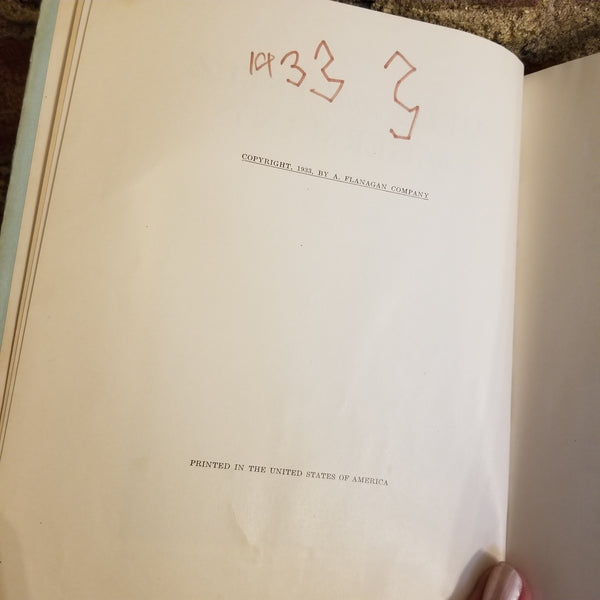 1933 3
COPYRIGHT, 1933, BY A. FLANAGAN COMPANY
PRINTED IN THE UNITED STATES OF AMERICA